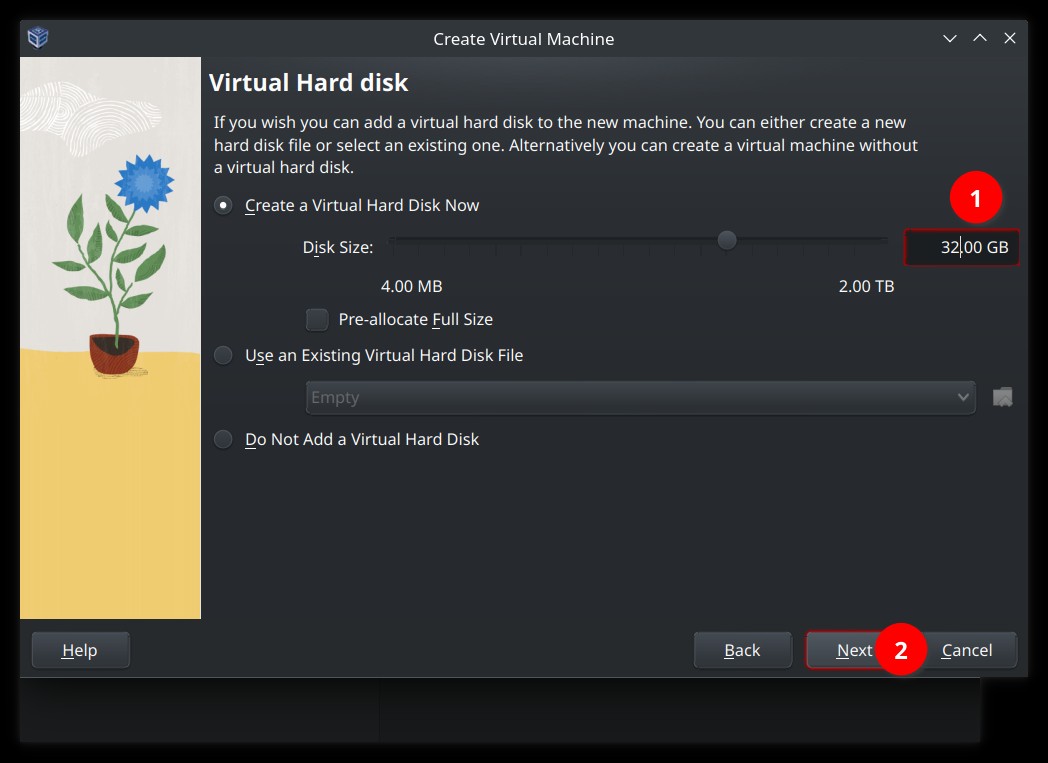 Create Virtual Machine
Virtual Hard disk
If you wish you can add a virtual hard disk to the new machine. You can either create a new
hard disk file or select an existing one. Alternatively you can create a virtual machine without
a virtual hard disk.
Create a Virtual Hard Disk Now
1
Disk Size:
32.00 GB
4.00 MB
2.00 TB
Pre-allocate Full Size
Use an Existing Virtual Hard Disk File
Empty
Do Not Add a Virtual Hard Disk
Help
Back
Next
2
Cancel